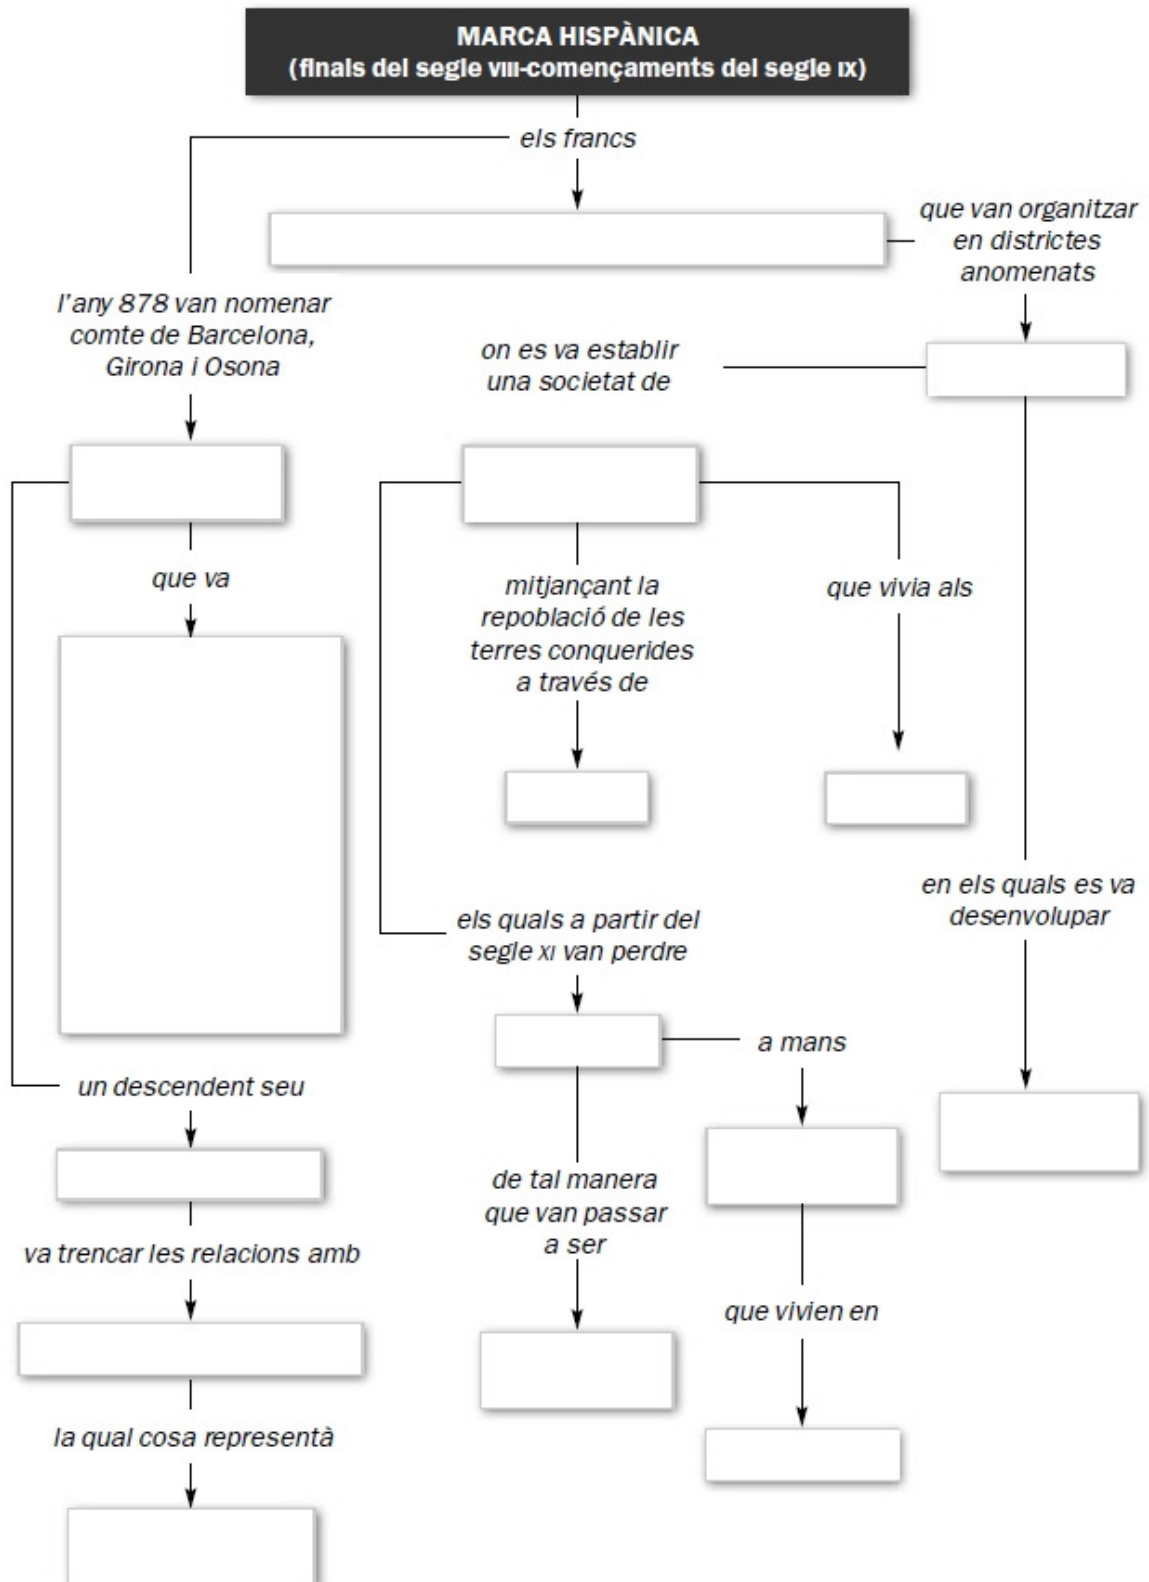 MARCA HISPÀNICA
(finals del segle VIII-començaments del segle IX)
els francs
que van organitzar
en districtes
anomenats
l'any 878 van nomenar
comte de Barcelona,
Girona i Osona
on es va establir
una societat de
que va
mitjançant la
repoblació de les
terres conquerides
a través de
que vivia als
en els quals es va
desenvolupar
els quals a partir del
segle XI van perdre
a mans
un descendent seu
de tal manera
que van passar
a ser
va trencar les relacions amb
que vivien en
la qual cosa representà